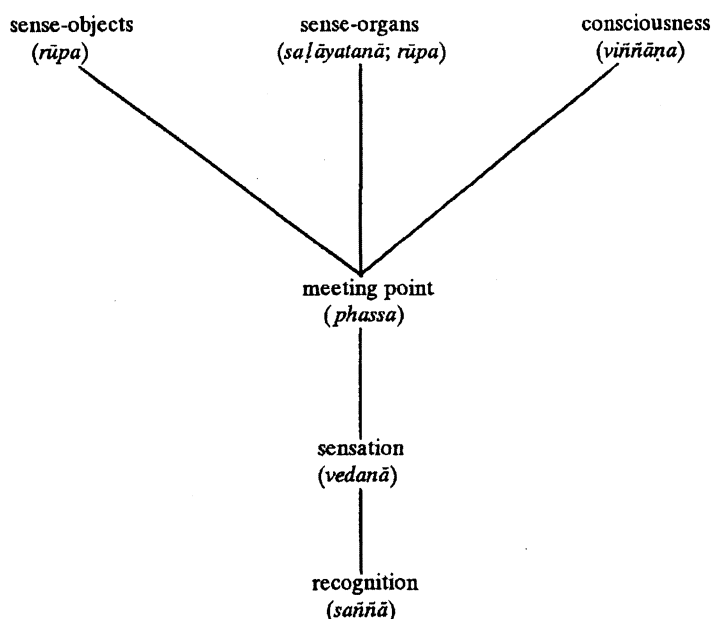 sense-objects
(rūpa)
sense-organs
(saḷāyatanā; rūpa)
consciousness
(viññāṇa)
meeting point
(phassa)
sensation
(vedanā)
recognition
(saññā)